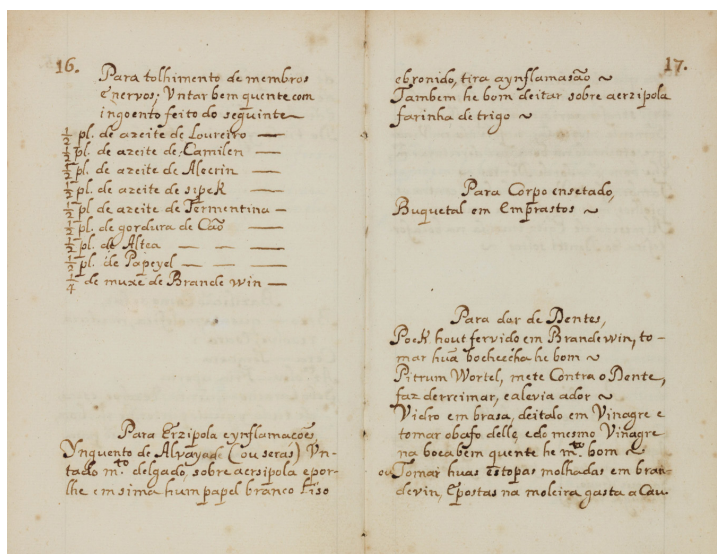 16.
Para tolhimento de membros
e nervos; Vntar bem quente com
ingoento feito do seguinte
1/2 pl. de azeite de Loureiro —
1/2 pl. de azeite de Camilen —
1/2 pl. de azeite de Alecrin —
1/2 pl. de azeite de sipek —
1/2 pl. de azeite de Termentina —
1/2 pl. de gordura de Cão —
1/2 pl. de Altea — — —
1/2 pl. de Papeyel — — —
1/4 de muxe de Brande win —
Para Erzipola eynflamacões
Ynguento de Alvayade (ou seras) Vn-
tado mto delgado, sobre aersipola epor-
lhe em sima hum papel branco liso
17.
ebronido, tira aynflamasão ~
Tambem he bom deitar sobre aerzipola
farinha de trigo ~
Para Corpo ensetado,
Buquetal em Emprastos ~
Para dor de Dentes,
Pock hout fervido em Brandewin, to-
mar huã bochecha he bom ~
Pitrum Wortel, mete Contra o Dente,
faz derreimar, ealevia ador ~
Vidro em brasa, deitalo em Vinagre e
tomar obafo delle, edo mesmo Vinagre
na boca bem quente he mto bom ~
ou Tomar huas Estopas molhadas em bran-
devin, Epostas na moleira gasta a Cau-